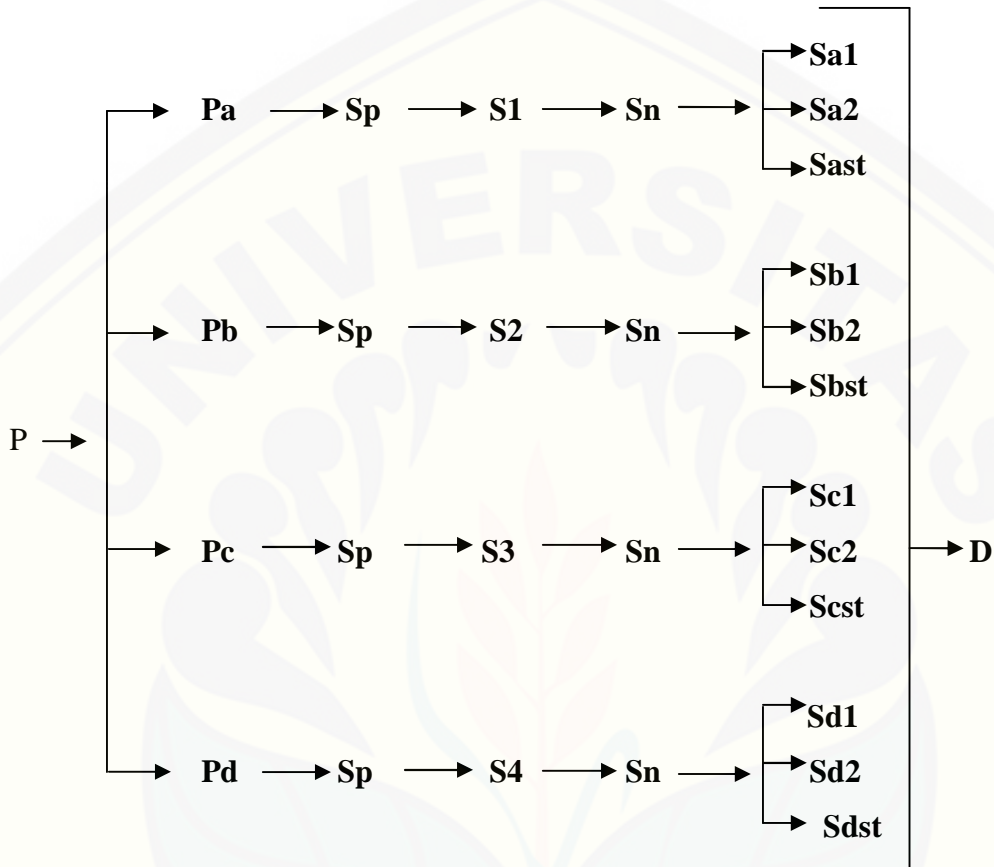 Sa1
Pa Sp S1 Sn Sa2
Sast
Sb1
Pb Sp S2 Sn Sb2
Sbst
P
Sc1
Pc Sp S3 Sn Sc2 D
Scst
Sd1
Pd Sp S4 Sn Sd2
Sdst
UNIVERSITAS